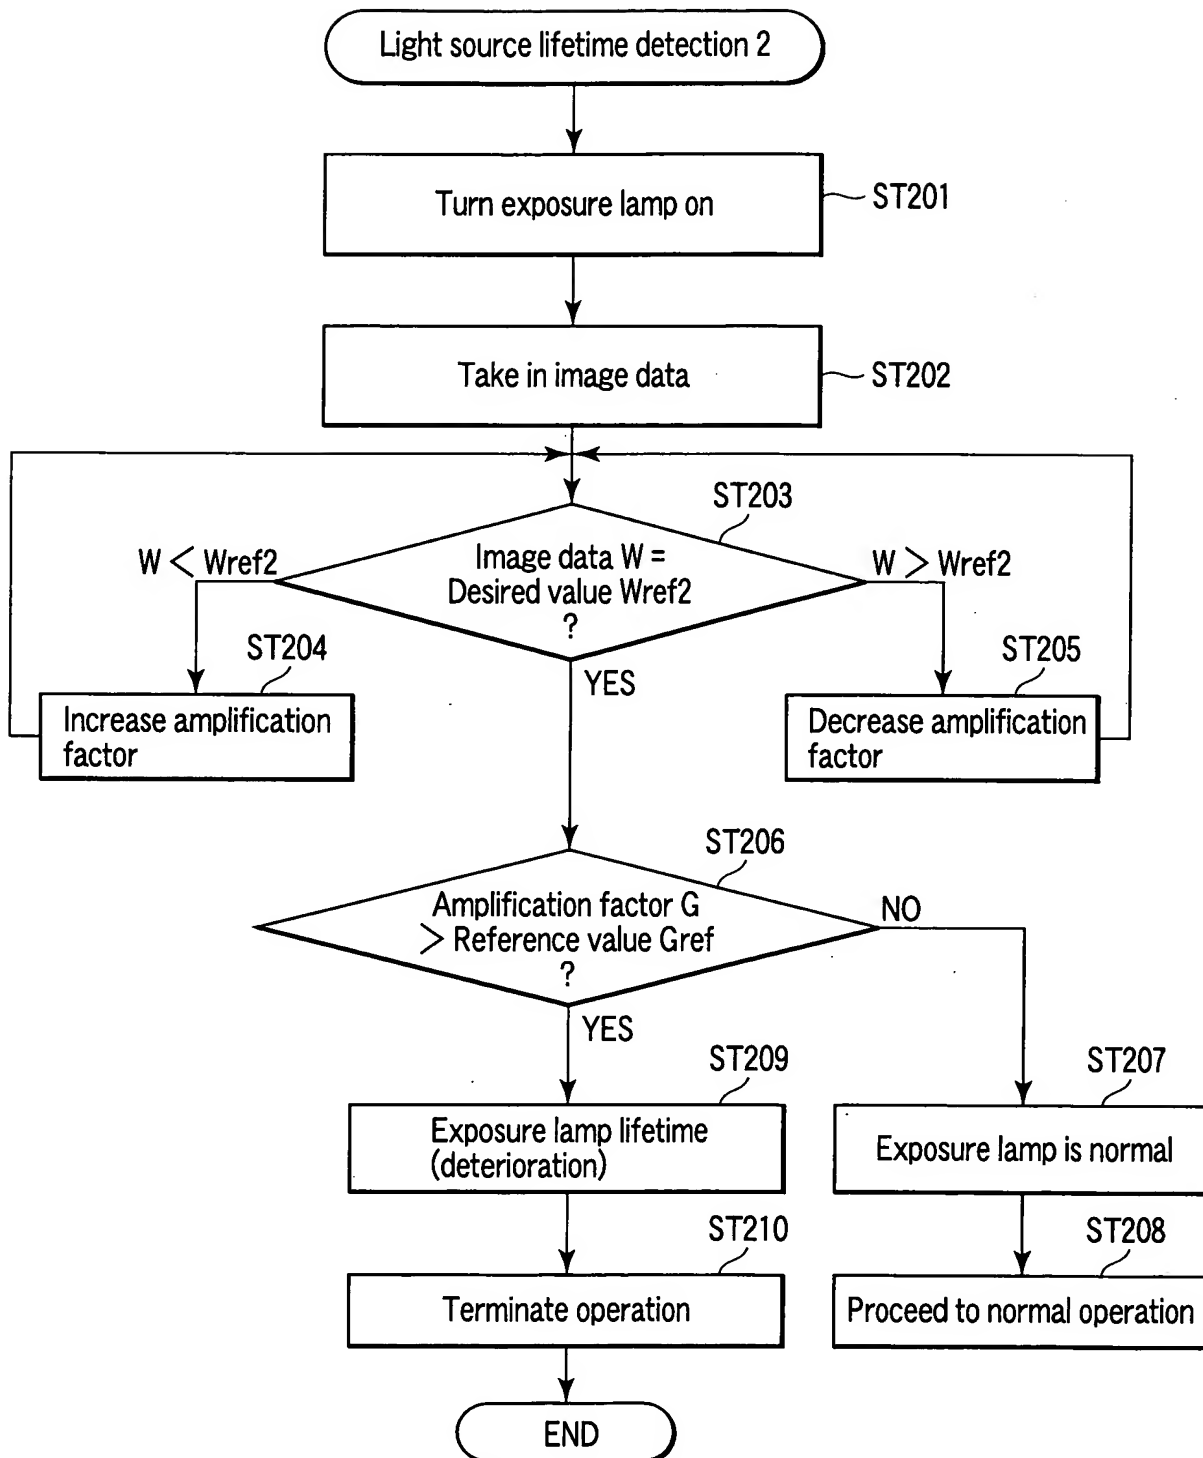 Light source lifetime detection 2
Turn exposure lamp on
ST201
Take in image data
ST202
ST203
W < Wref2
Image data W =
Desired value Wref2
?
W > Wref2
ST204
YES
ST205
Increase amplification
factor
Decrease amplification
factor
ST206
Amplification factor G
> Reference value Gref
?
NO
YES
ST209
ST207
Exposure lamp lifetime
(deterioration)
Exposure lamp is normal
ST210
ST208
Terminate operation
Proceed to normal operation
END